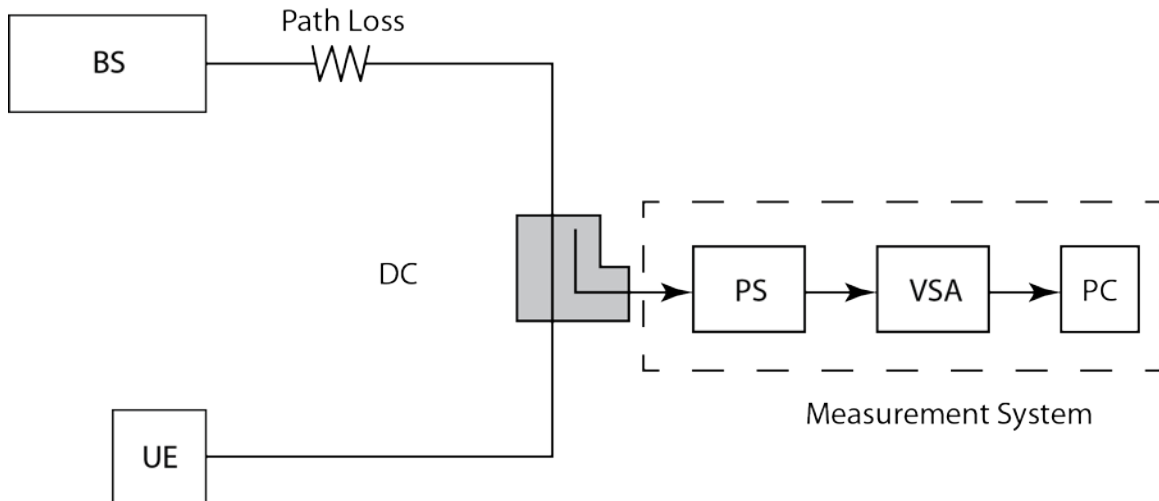 Path Loss
BS
DC
PS
VSA
PC
Measurement System
UE